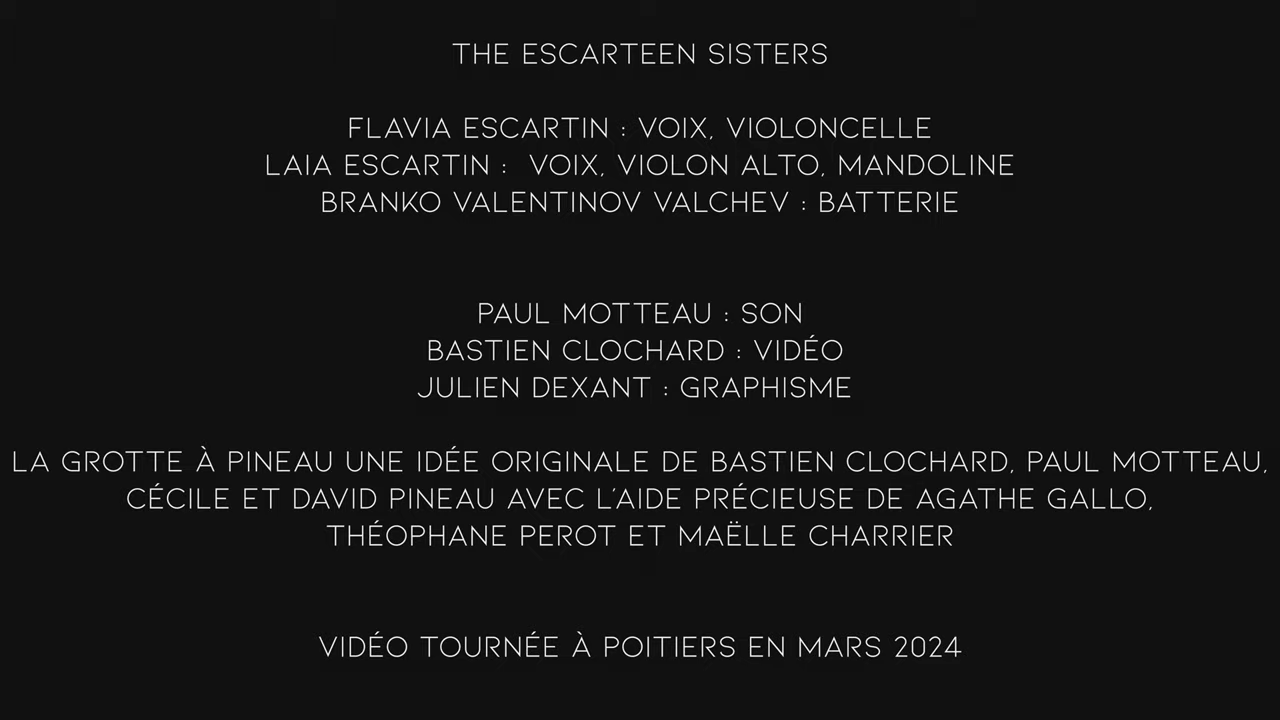 THE ESCARTEEN SISTERS
FLAVIA ESCARTIN : VOIX, VIOLONCELLE
LAIA ESCARTIN : VOIX, VIOLON ALTO, MANDOLINE
BRANKO VALENTINOV VALCHEV : BATTERIE
PAUL MOTTEAU : SON
BASTIEN CLOCHARD : VIDÉO
JULIEN DEXANT : GRAPHISME
LA GROTTE À PINEAU UNE IDÉE ORIGINALE DE BASTIEN CLOCHARD, PAUL MOTTEAU,
CÉCILE ET DAVID PINEAU AVEC L'AIDE PRÉCIEUSE DE AGATHE GALLO,
THÉOPHANE PEROT ET MAËLLE CHARRIER
VIDÉO TOURNÉE À POITIERS EN MARS 2024